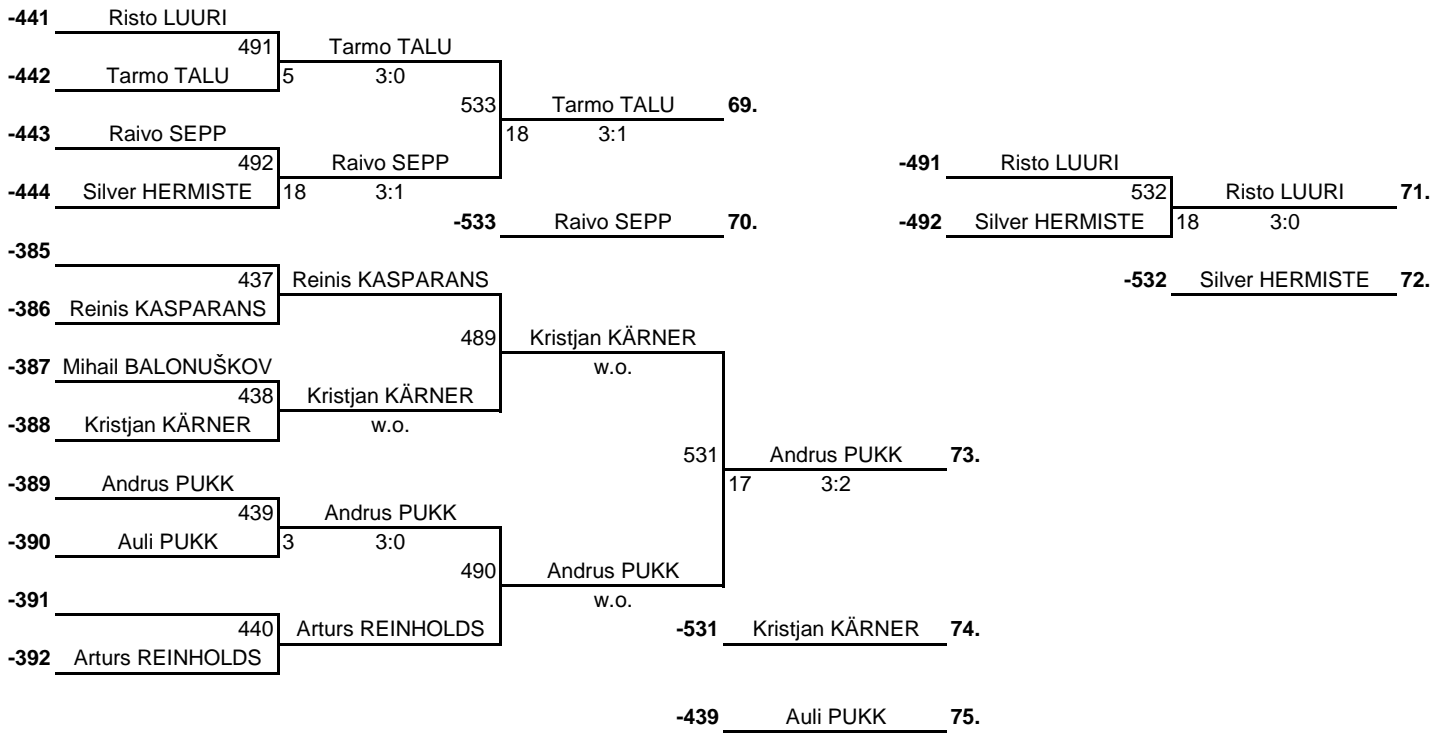 -441 Risto LUURI
491 Tarmo TALU
-442 Tarmo TALU 5 3:0
533 Tarmo TALU 69.
-443 Raivo SEPP 18 3:1
492 Raivo SEPP -491 Risto LUURI
-444 Silver HERMISTE 18 3:1 532 Risto LUURI 71.
-533 Raivo SEPP 70. -492 Silver HERMISTE 18 3:0
-385
437 Reinis KASPARANS -532 Silver HERMISTE 72.
-386 Reinis KASPARANS
489 Kristjan KÄRNER
-387 Mihail BALONUŠKOV w.o.
438 Kristjan KÄRNER
-388 Kristjan KÄRNER w.o.
531 Andrus PUKK 73.
-389 Andrus PUKK 17 3:2
439 Andrus PUKK
-390 Auli PUKK 3 3:0
490 Andrus PUKK
-391 w.o.
440 Arturs REINHOLDS -531 Kristjan KÄRNER 74.
-392 Arturs REINHOLDS
-439 Auli PUKK 75.